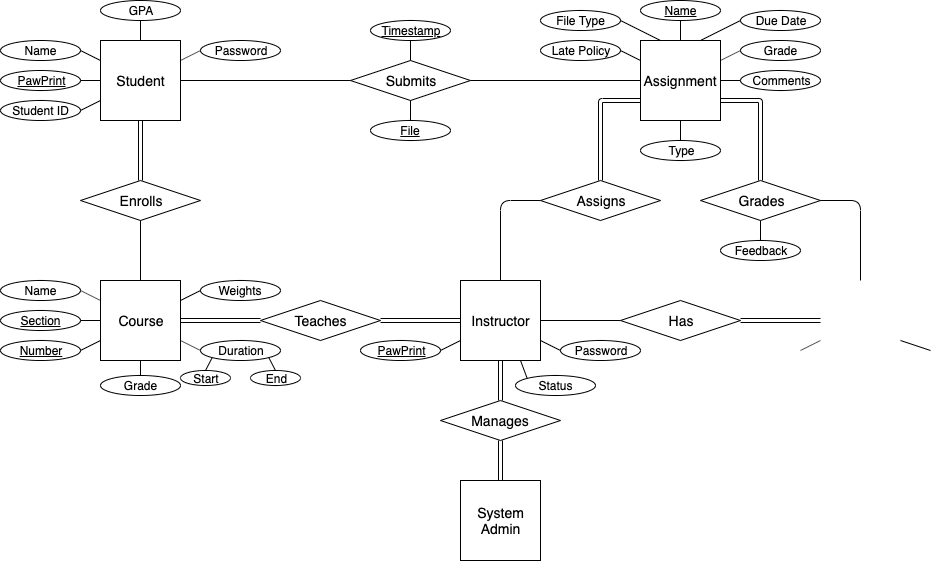 GPA
Name
Password
PawPrint
Student
Student ID
Timestamp
Submits
File
Name
File Type
Due Date
Late Policy
Grade
Assignment
Comments
Type
Enrolls
Assigns
Grades
Feedback
Name
Weights
Section
Course
Number
Duration
Start
End
Grade
Teaches
Instructor
Has
PawPrint
Password
Status
Manages
System
Admin